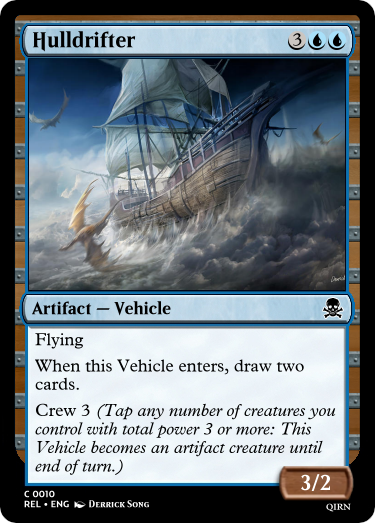 Hulldrifter 3
Artifact — Vehicle
Flying
When this Vehicle enters, draw two
cards.
Crew 3 (Tap any number of creatures you
control with total power 3 or more: This
Vehicle becomes an artifact creature until
end of turn.)
3/2
C 0010
REL • ENG Derrick Song
QIRN